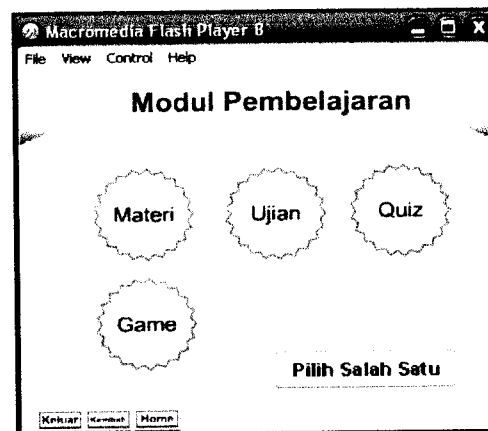 Macromedia Flash Player 8
File View Control Help
Modul Pembelajaran
Materi Ujian Quiz
Game
Pilih Salah Satu
Keluar Kembali Home